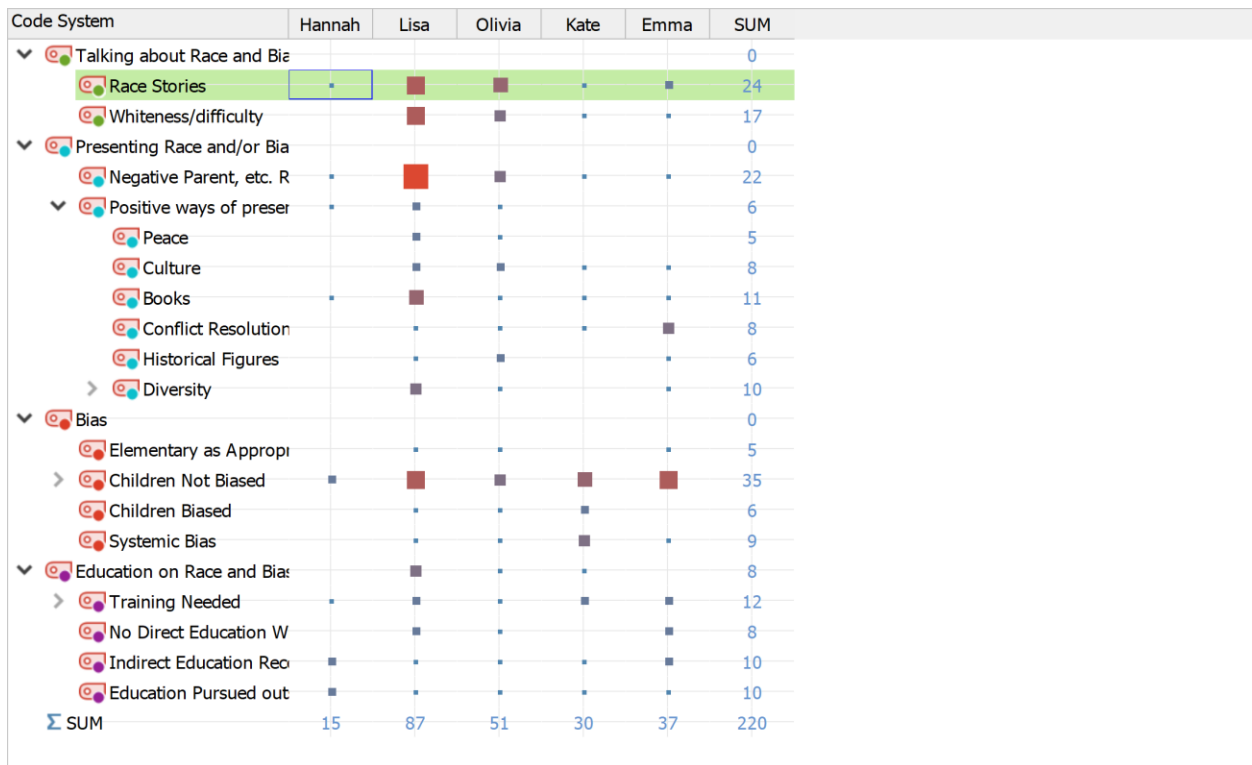 Code System Hannah Lisa Olivia Kate Emma SUM
Talking about Race and Bia 0
Race Stories 24
Whiteness/difficulty 17
Presenting Race and/or Bia 0
Negative Parent, etc. R 22
Positive ways of preser 6
Peace 5
Culture 8
Books 11
Conflict Resolution 8
Historical Figures 6
Diversity 10
Bias 0
Elementary as Appropr 5
Children Not Biased 35
Children Biased 6
Systemic Bias 9
Education on Race and Bias 8
Training Needed 12
No Direct Education W 8
Indirect Education Rec 10
Education Pursued out 10
Σ SUM 15 87 51 30 37 220